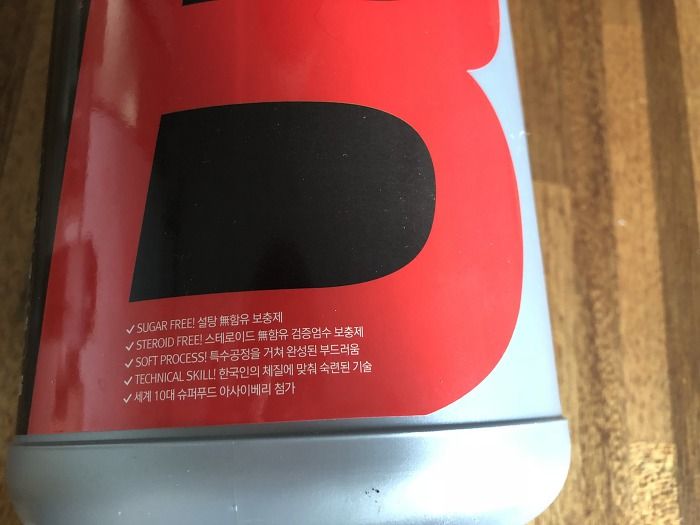 B
✓ SUGAR FREE! 설탕 無함유 보충제
✓ STEROID FREE! 스테로이드 無함유 검증엄수 보충제
✓ SOFT PROCESS! 특수공정을 거쳐 완성된 부드러움
✓ TECHNICAL SKILL! 한국인의 체질에 맞춰 숙련된 기술
✓ 세계 10대 슈퍼푸드 아사이베리 첨가